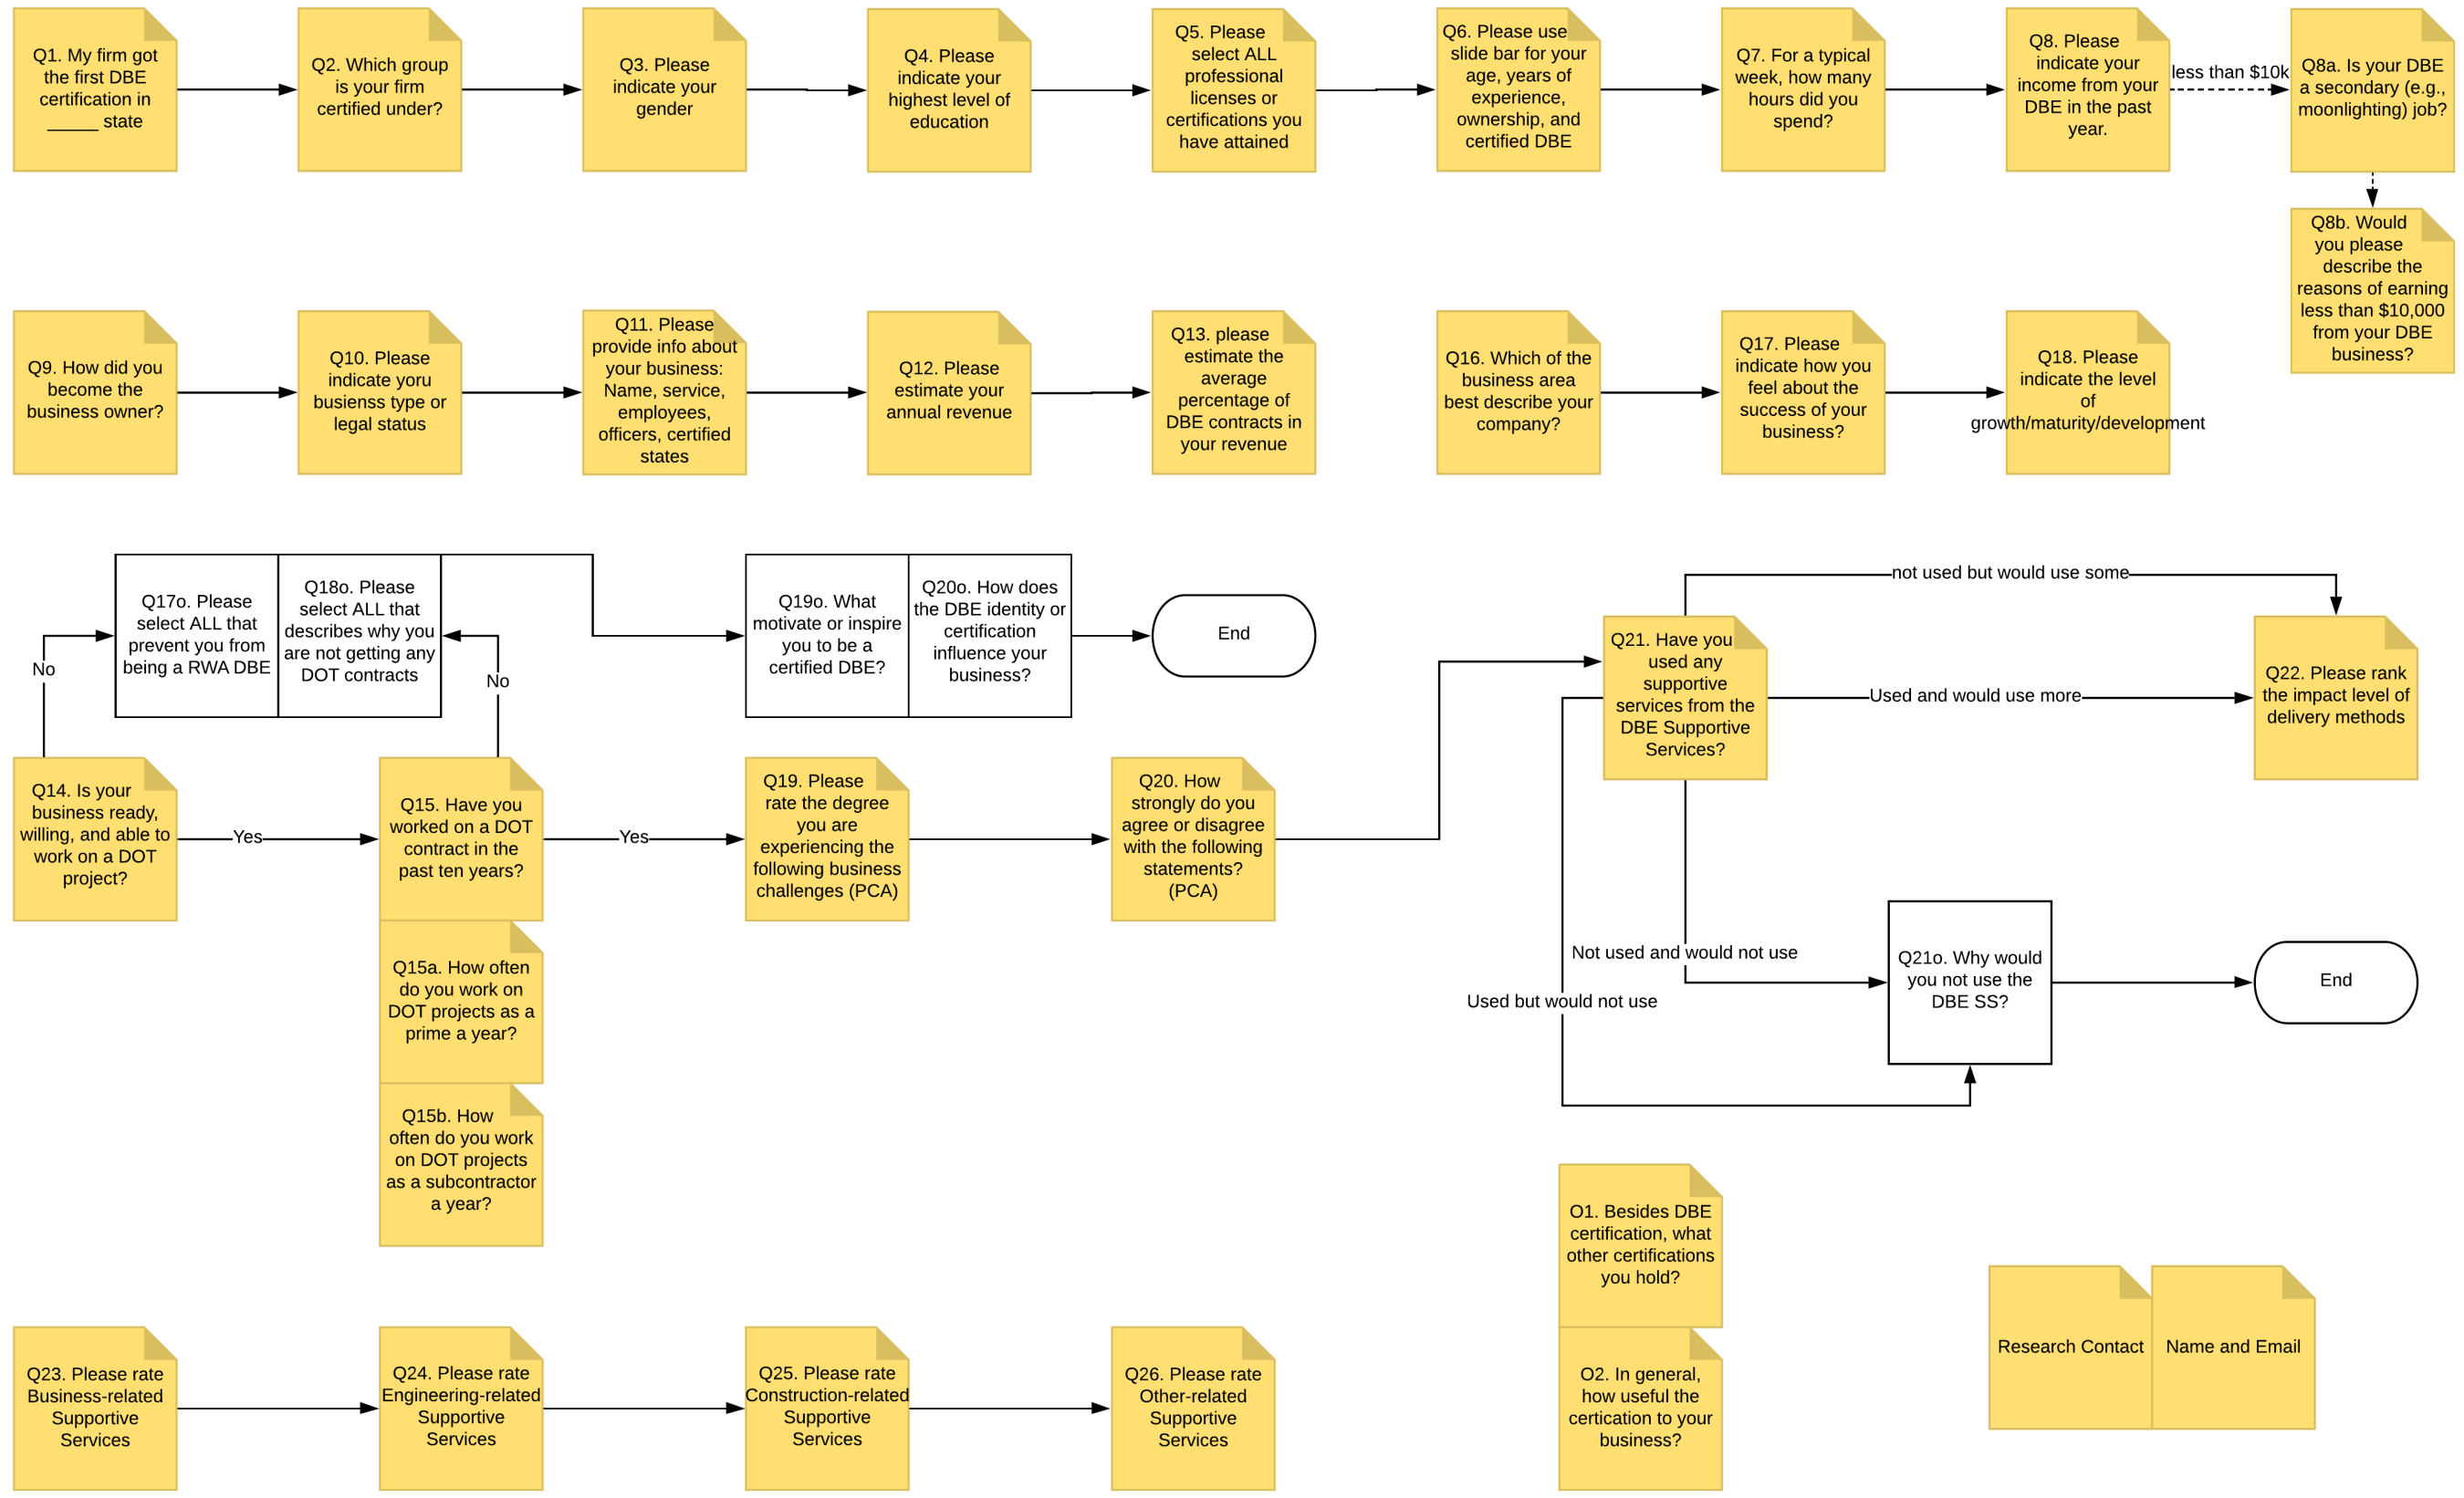 Q1. My firm got
the first DBE
certification in
_____ state
Q2. Which group
is your firm
certified under?
Q3. Please
indicate your
gender
Q4. Please
indicate your
highest level of
education
Q5. Please
select ALL
professional
licenses or
certifications you
have attained
Q6. Please use
slide bar for your
age, years of
experience,
ownership, and
certified DBE
Q7. For a typical
week, how many
hours did you
spend?
Q8. Please
indicate your
income from your
DBE in the past
year.
less than $10k
Q8a. Is your DBE
a secondary (e.g.,
moonlighting) job?
Q8b. Would
you please
describe the
reasons of earning
less than $10,000
from your DBE
business?
Q9. How did you
become the
business owner?
Q10. Please
indicate yoru
busienss type or
legal status
Q11. Please
provide info about
your business:
Name, service,
employees,
officers, certified
states
Q12. Please
estimate your
annual revenue
Q13. please
estimate the
average
percentage of
DBE contracts in
your revenue
Q16. Which of the
business area
best describe your
company?
Q17. Please
indicate how you
feel about the
success of your
business?
Q18. Please
indicate the level
of
growth/maturity/development
Q17o. Please
select ALL that
prevent you from
being a RWA DBE
Q18o. Please
select ALL that
describes why you
are not getting any
DOT contracts
Q19o. What
motivate or inspire
you to be a
certified DBE?
Q20o. How does
the DBE identity or
certification
influence your
business?
End
No
No
Q14. Is your
business ready,
willing, and able to
work on a DOT
project?
Yes
Q15. Have you
worked on a DOT
contract in the
past ten years?
Yes
Q19. Please
rate the degree
you are
experiencing the
following business
challenges (PCA)
Q20. How
strongly do you
agree or disagree
with the following
statements?
(PCA)
Q15a. How often
do you work on
DOT projects as a
prime a year?
Q15b. How
often do you work
on DOT projects
as a subcontractor
a year?
not used but would use some
Q21. Have you
used any
supportive
services from the
DBE Supportive
Services?
Used and would use more
Q22. Please rank
the impact level of
delivery methods
Not used and would not use
Used but would not use
Q21o. Why would
you not use the
DBE SS?
End
O1. Besides DBE
certification, what
other certifications
you hold?
O2. In general,
how useful the
certication to your
business?
Research Contact
Name and Email
Q23. Please rate
Business-related
Supportive
Services
Q24. Please rate
Engineering-related
Supportive
Services
Q25. Please rate
Construction-related
Supportive
Services
Q26. Please rate
Other-related
Supportive
Services